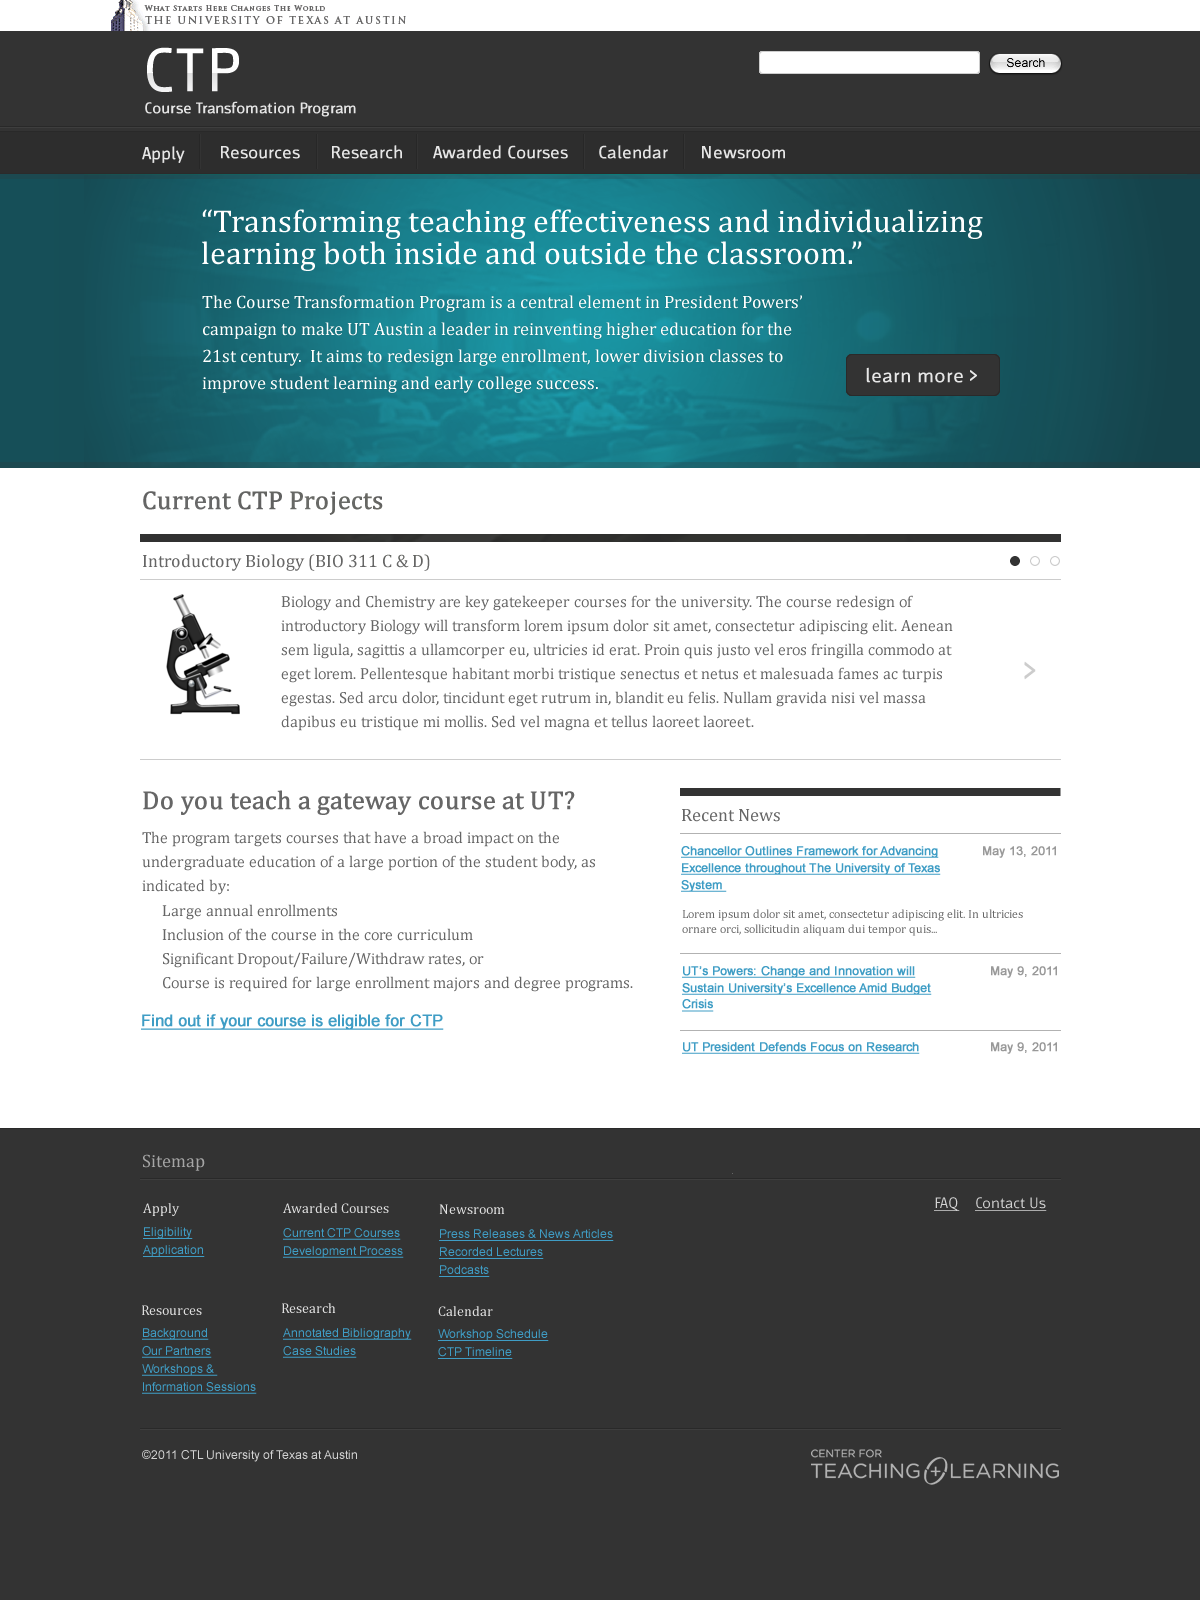 What Starts Here Changes The World
The University of Texas at Austin
CTP
Course Transfomation Program
Search
Apply
Resources
Research
Awarded Courses
Calendar
Newsroom
“Transforming teaching effectiveness and individualizing
learning both inside and outside the classroom.”
The Course Transformation Program is a central element in President Powers’
campaign to make UT Austin a leader in reinventing higher education for the
21st century.  It aims to redesign large enrollment, lower division classes to
improve student learning and early college success.
learn more >
Current CTP Projects
Introductory Biology (BIO 311 C & D)
Biology and Chemistry are key gatekeeper courses for the university. The course redesign of
introductory Biology will transform lorem ipsum dolor sit amet, consectetur adipiscing elit. Aenean
sem ligula, sagittis a ullamcorper eu, ultricies id erat. Proin quis justo vel eros fringilla commodo at
eget lorem. Pellentesque habitant morbi tristique senectus et netus et malesuada fames ac turpis
egestas. Sed arcu dolor, tincidunt eget rutrum in, blandit eu felis. Nullam gravida nisi vel massa
dapibus eu tristique mi mollis. Sed vel magna et tellus laoreet laoreet.
Do you teach a gateway course at UT?
The program targets courses that have a broad impact on the
undergraduate education of a large portion of the student body, as
indicated by:
Large annual enrollments
Inclusion of the course in the core curriculum
Significant Dropout/Failure/Withdraw rates, or
Course is required for large enrollment majors and degree programs.
Find out if your course is eligible for CTP
Recent News
Chancellor Outlines Framework for Advancing
Excellence throughout The University of Texas
System
May 13, 2011
Lorem ipsum dolor sit amet, consectetur adipiscing elit. In ultricies
ornare orci, sollicitudin aliquam dui tempor quis...
UT’s Powers: Change and Innovation will
Sustain University’s Excellence Amid Budget
Crisis
May 9, 2011
UT President Defends Focus on Research
May 9, 2011
Sitemap
FAQ
Contact Us
Apply
Eligibility
Application
Awarded Courses
Current CTP Courses
Development Process
Newsroom
Press Releases & News Articles
Recorded Lectures
Podcasts
Resources
Background
Our Partners
Workshops &
Information Sessions
Research
Annotated Bibliography
Case Studies
Calendar
Workshop Schedule
CTP Timeline
©2011 CTL University of Texas at Austin
CENTER FOR
TEACHING + LEARNING